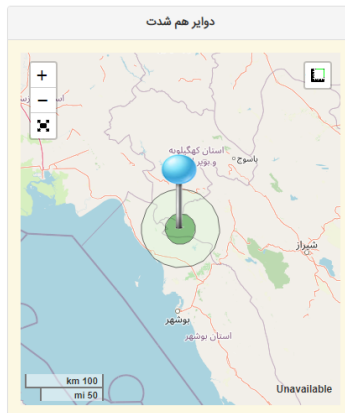 دوایر هم شدت
+
−
استان کهگیلویه
و بویر
یاسوج
شیراز
بوشهر
استان بوشهر
100 km
50 mi
Unavailable